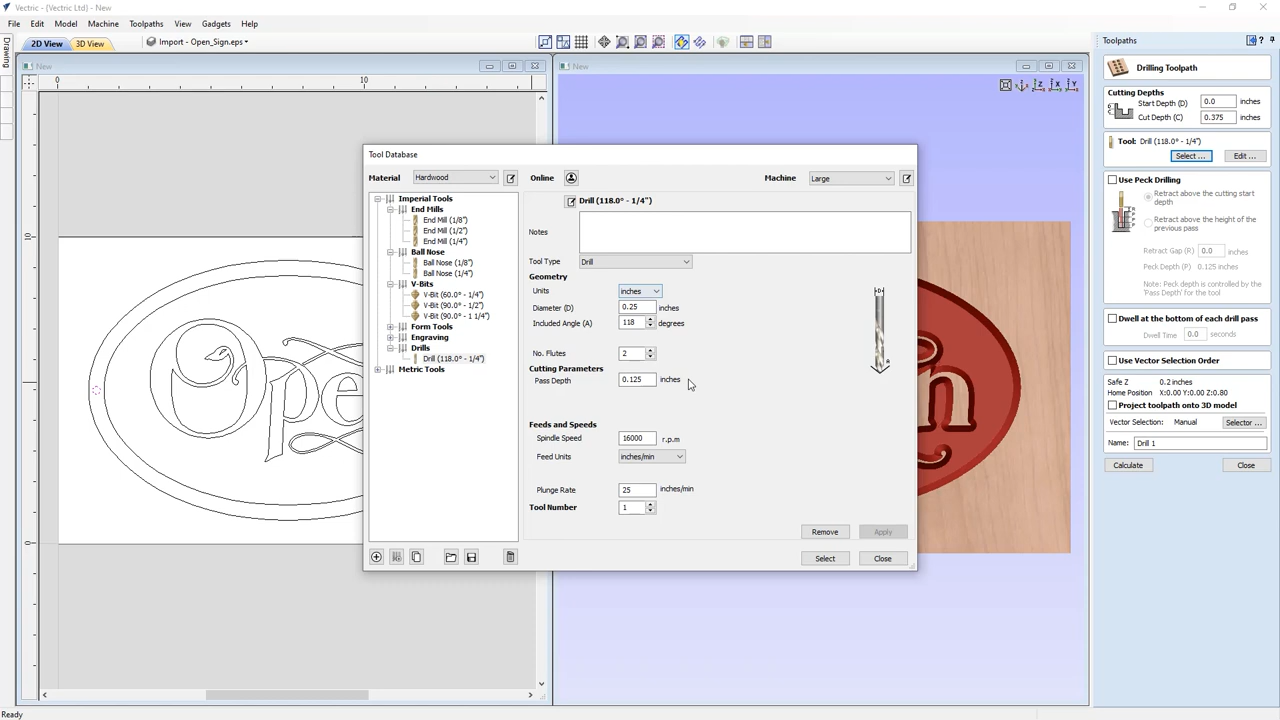 Vectric - {Vectric Ltd} - New
File Edit Model Machine Toolpaths View Gadgets Help
2D View 3D View Import - Open_Sign.eps
Drawing
New
0 10
10
0
New
Tool Database
Material Hardwood Online Machine Large
Imperial Tools
End Mills
End Mill (1/8")
End Mill (1/2")
End Mill (1/4")
Ball Nose
Ball Nose (1/8")
Ball Nose (1/4")
V-Bits
V-Bit (60.0° - 1/4")
V-Bit (90.0° - 1/2")
V-Bit (90.0° - 1 1/4")
Form Tools
Engraving
Drills
Drill (118.0° - 1/4")
Metric Tools
Drill (118.0° - 1/4")
Notes
Tool Type Drill
Geometry
Units inches
Diameter (D) 0.25 inches
Included Angle (A) 118 degrees
No. Flutes 2
Cutting Parameters
Pass Depth 0.125 inches
Feeds and Speeds
Spindle Speed 16000 r.p.m
Feed Units inches/min
Plunge Rate 25 inches/min
Tool Number 1
D
A
Remove Apply
Select Close
Ope
in
Toolpaths
Drilling Toolpath
Cutting Depths
Start Depth (D) 0.0 inches
Cut Depth (C) 0.375 inches
Tool: Drill (118.0° - 1/4")
Select ... Edit ...
Use Peck Drilling
Retract above the cutting start
depth
Retract above the height of the
previous pass
Retract Gap (R) 0.0 inches
Peck Depth (P) 0.125 inches
Note: Peck depth is controlled by the
'Pass Depth' for the tool
Dwell at the bottom of each drill pass
Dwell Time 0.0 seconds
Use Vector Selection Order
Safe Z 0.2 inches
Home Position X:0.00 Y:0.00 Z:0.80
Project toolpath onto 3D model
Vector Selection: Manual Selector ...
Name: Drill 1
Calculate Close
Ready